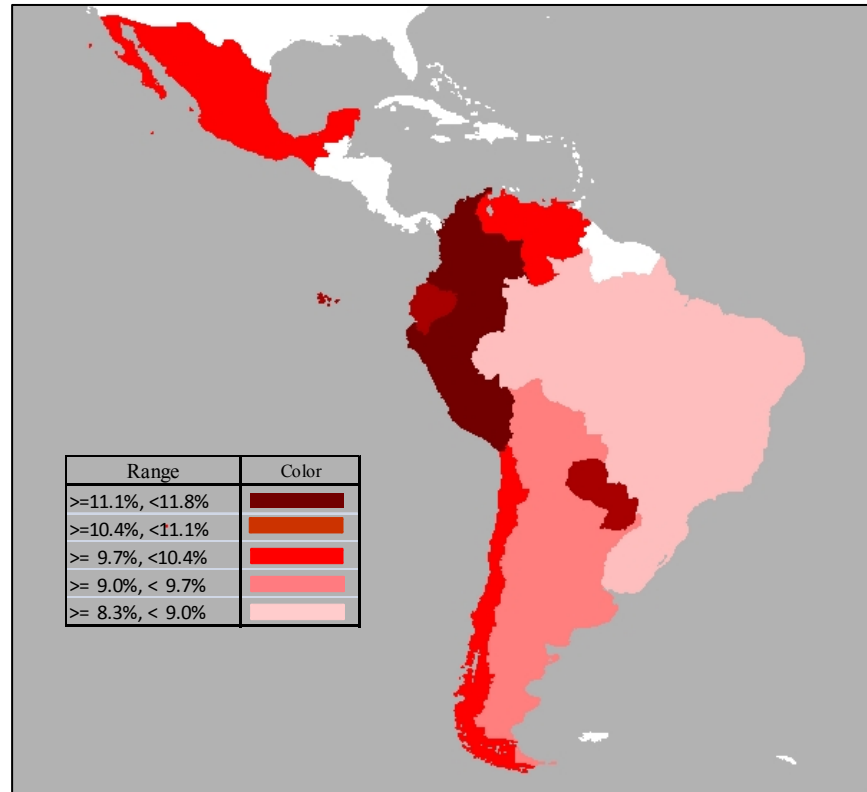 Range Color
>=11.1%, <11.8%
>=10.4%, <11.1%
>= 9.7%, <10.4%
>= 9.0%, < 9.7%
>= 8.3%, < 9.0%